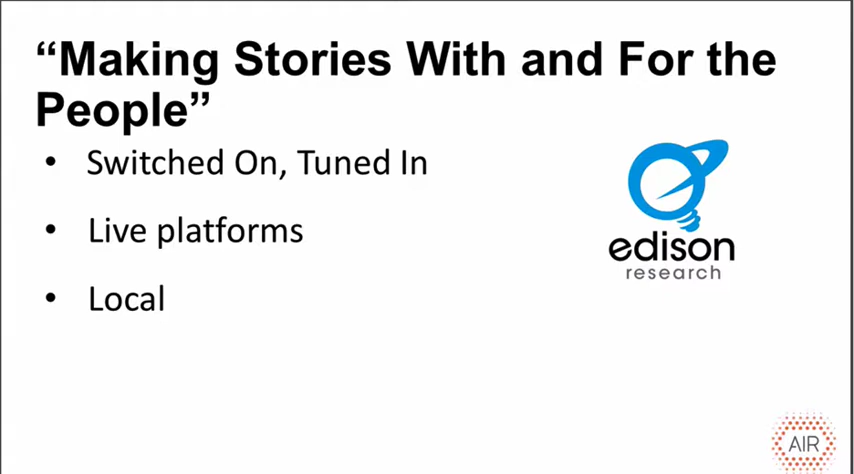 “Making Stories With and For the
People”
• Switched On, Tuned In
• Live platforms
• Local
edison
research
AIR